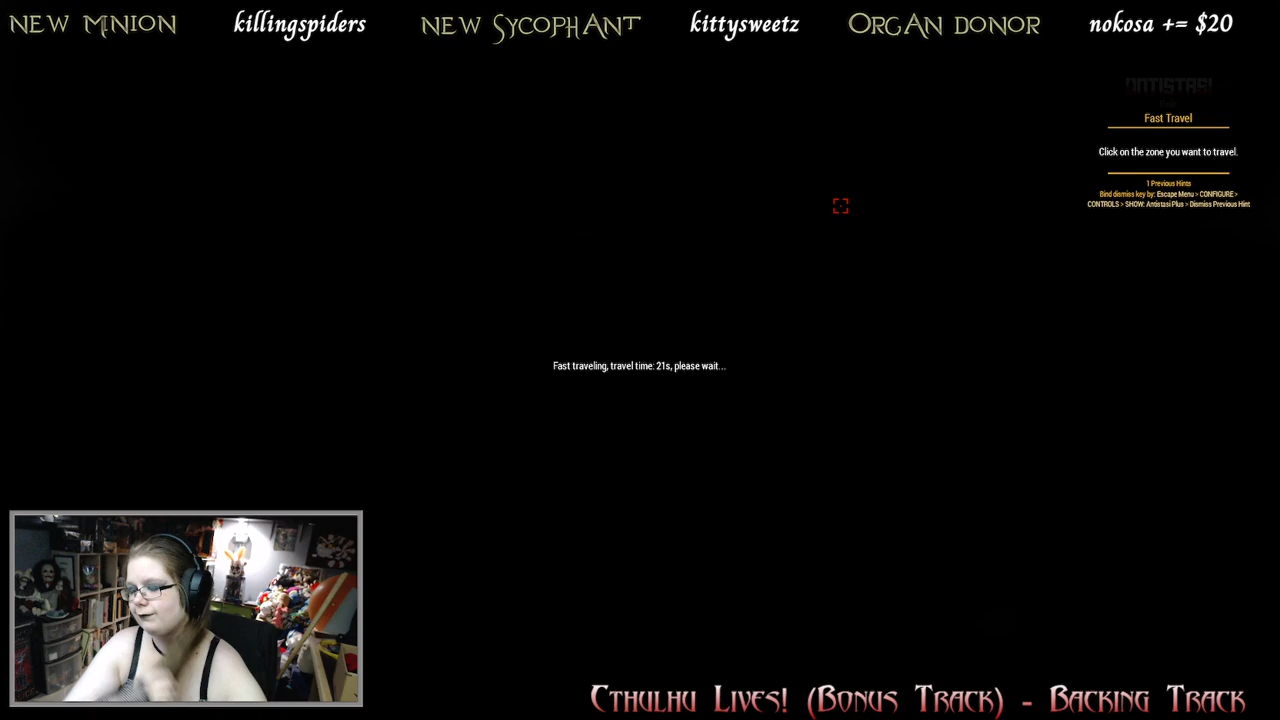 NEW MINION killingspiders NEW SYCOPHANT kittysweetz ORGAN DONOR nokosa += $20
ANTISTASI
Fast Travel
Click on the zone you want to travel.
1 Previous Hints
Bind dismiss key by: Escape Menu > CONFIGURE >
CONTROLS > SHOW: Antistasi Plus > Dismiss Previous Hint
Fast traveling, travel time: 21s, please wait...
CTHULHU LIVES! (BONUS TRACK) - BACKING TRACK